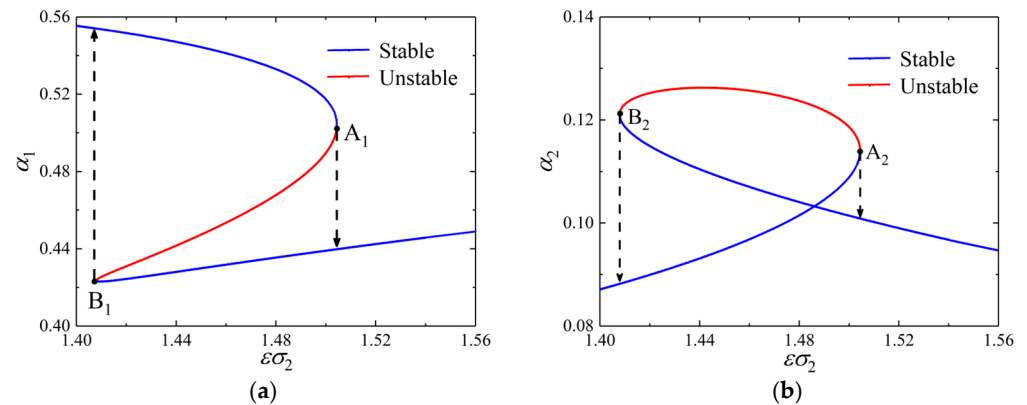 0.56
0.52
0.48
0.44
0.40
α1
Stable
Unstable
A1
B1
1.40 1.44 1.48 1.52 1.56
εσ2
(a)
0.14
0.12
0.10
0.08
α2
Stable
Unstable
B2
A2
1.40 1.44 1.48 1.52 1.56
εσ2
(b)